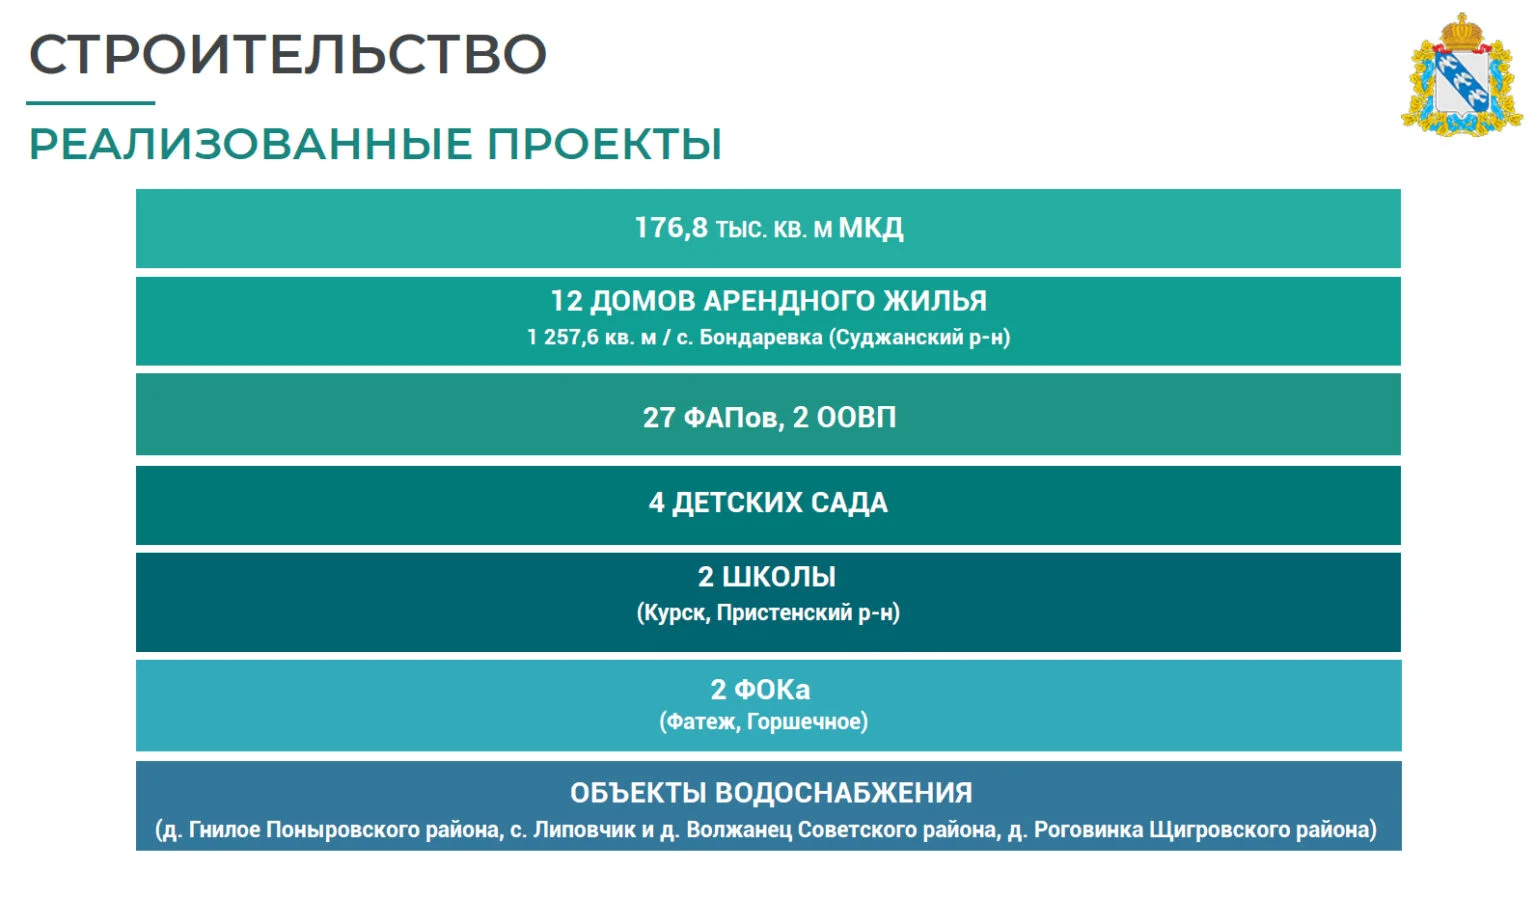 СТРОИТЕЛЬСТВО
РЕАЛИЗОВАННЫЕ ПРОЕКТЫ
176,8 ТЫС. КВ. М МКД
12 ДОМОВ АРЕНДНОГО ЖИЛЬЯ
1 257,6 кв. м / с. Бондаревка (Суджанский р-н)
27 ФАПов, 2 ООВП
4 ДЕТСКИХ САДА
2 ШКОЛЫ
(Курск, Пристенский р-н)
2 ФОКа
(Фатеж, Горшечное)
ОБЪЕКТЫ ВОДОСНАБЖЕНИЯ
(д. Гнилое Поныровского района, с. Липовчик и д. Волжанец Советского района, д. Роговинка Щигровского района)